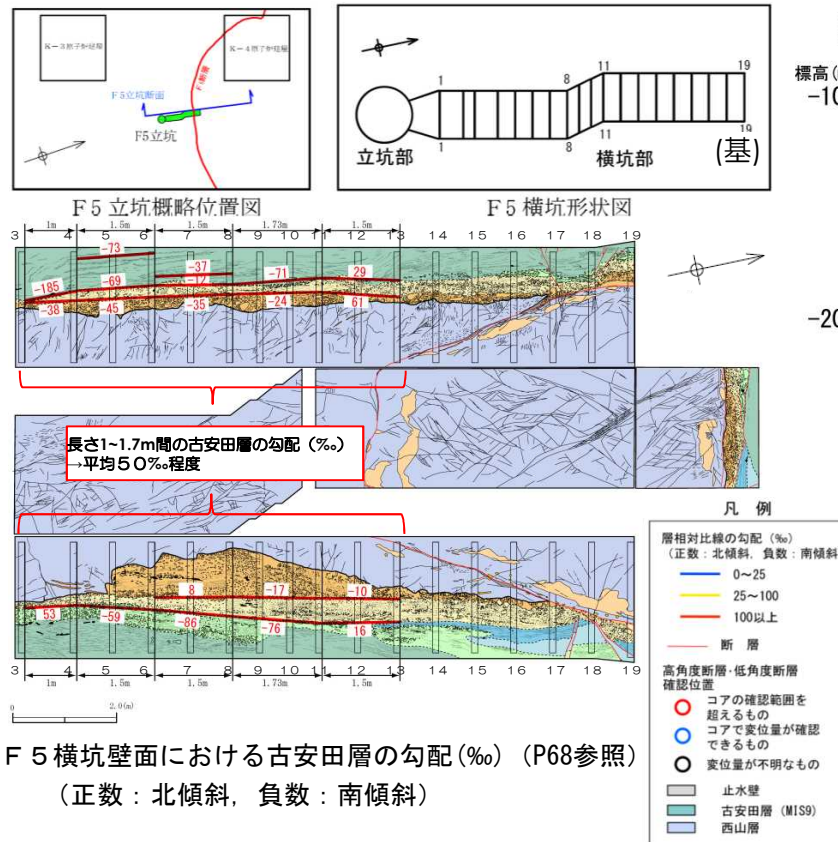 K-3原子炉建屋
K-4原子炉建屋
F5断層
F5立坑断面
F5立坑
F5立坑概略位置図
1 8 11 19
1 8 11 19
立坑部
横坑部
(基)
F5横坑形状図
標高(
-10
-20
1m 1.5m 1.5m 1.73m 1.5m
3 4 5 6 7 8 9 10 11 12 13 14 15 16 17 18 19
-73
-37
-185 -69 -12 -71 29
-38 -45 -35 -24 61
長さ1~1.7m間の古安田層の勾配(‰)
→平均50‰程度
8 -17 -10
53 -59 -86 -76 16
3 4 5 6 7 8 9 10 11 12 13 14 15 16 17 18 19
1m 1.5m 1.5m 1.73m 1.5m
0 2.0(m)
F5横坑壁面における古安田層の勾配(‰)(P68参照)
(正数:北傾斜,負数:南傾斜)
凡 例
層相対比線の勾配(‰)
(正数:北傾斜,負数:南傾斜
0~25
25~100
100以上
断 層
高角度断層・低角度断層
確認位置
コアの確認範囲を
超えるもの
コアで変位量が確認
できるもの
変位量が不明なもの
止水壁
古安田層(MIS9)
西山層